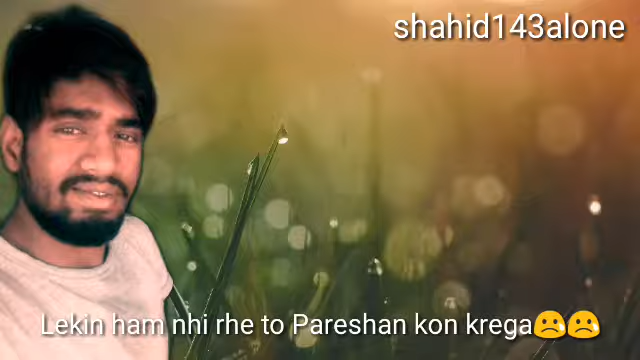 shahid143alone
Lekin ham nhi rhe to Pareshan kon krega😢😢